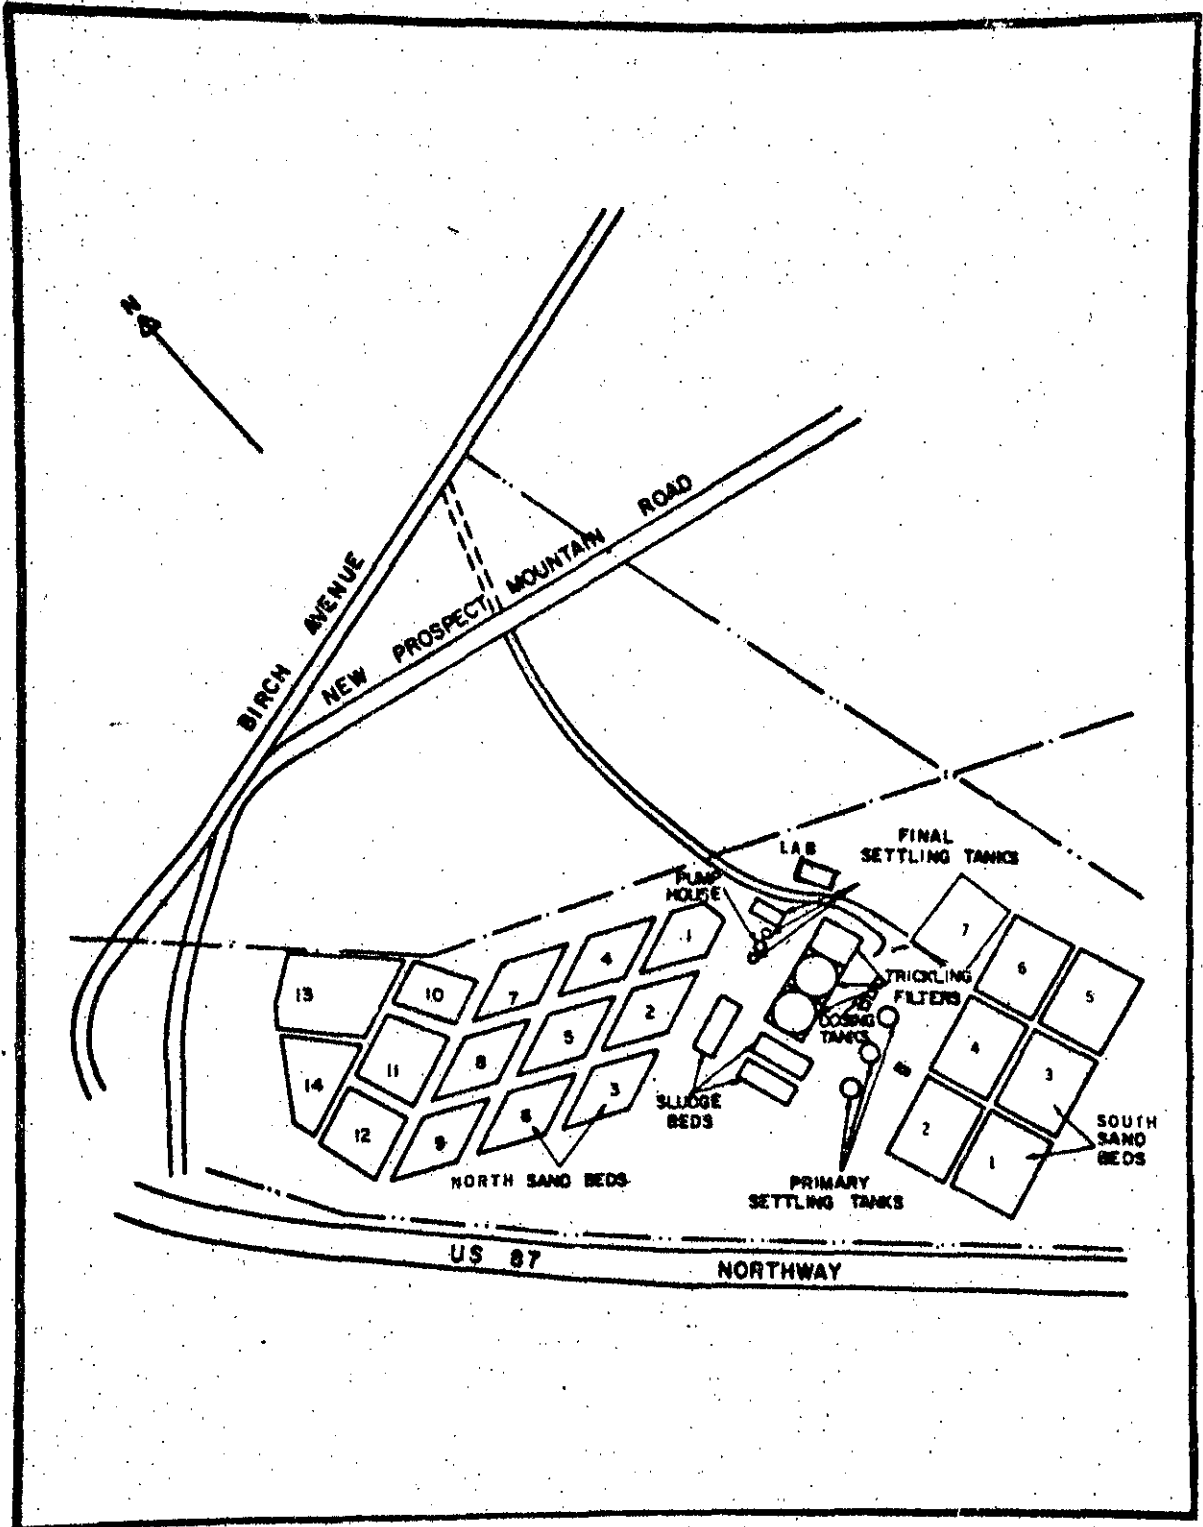 N
BIRCH AVENUE
NEW PROSPECT MOUNTAIN ROAD
LAB
FINAL
SETTLING TANKS
PUMP
HOUSE
1
4
7
10
13
2
5
8
11
14
3
6
9
12
7
6
5
4
3
2
1
TRICKLING
FILTERS
DOSING
TANKS
SLUDGE
BEDS
SOUTH
SAND
BEDS
NORTH SAND BEDS
PRIMARY
SETTLING TANKS
US 87 NORTHWAY